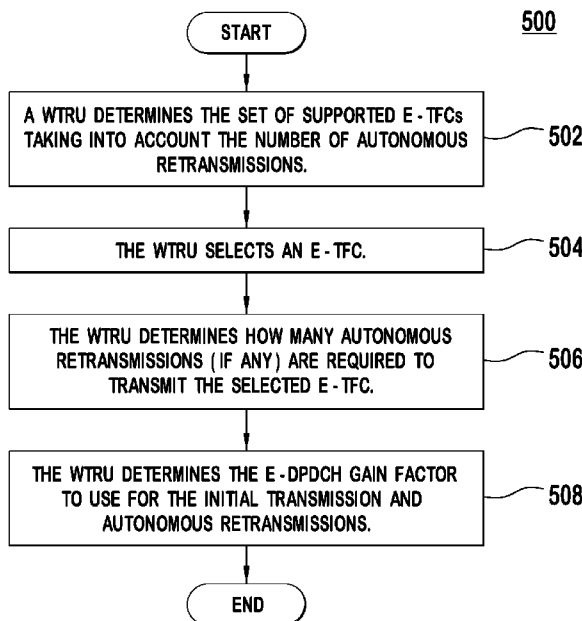 500
START
A WTRU DETERMINES THE SET OF SUPPORTED E-TFCs
TAKING INTO ACCOUNT THE NUMBER OF AUTONOMOUS
RETRANSMISSIONS.
502
THE WTRU SELECTS AN E-TFC.
504
THE WTRU DETERMINES HOW MANY AUTONOMOUS
RETRANSMISSIONS (IF ANY) ARE REQUIRED TO
TRANSMIT THE SELECTED E-TFC.
506
THE WTRU DETERMINES THE E-DPDCH GAIN FACTOR
TO USE FOR THE INITIAL TRANSMISSION AND
AUTONOMOUS RETRANSMISSIONS.
508
END